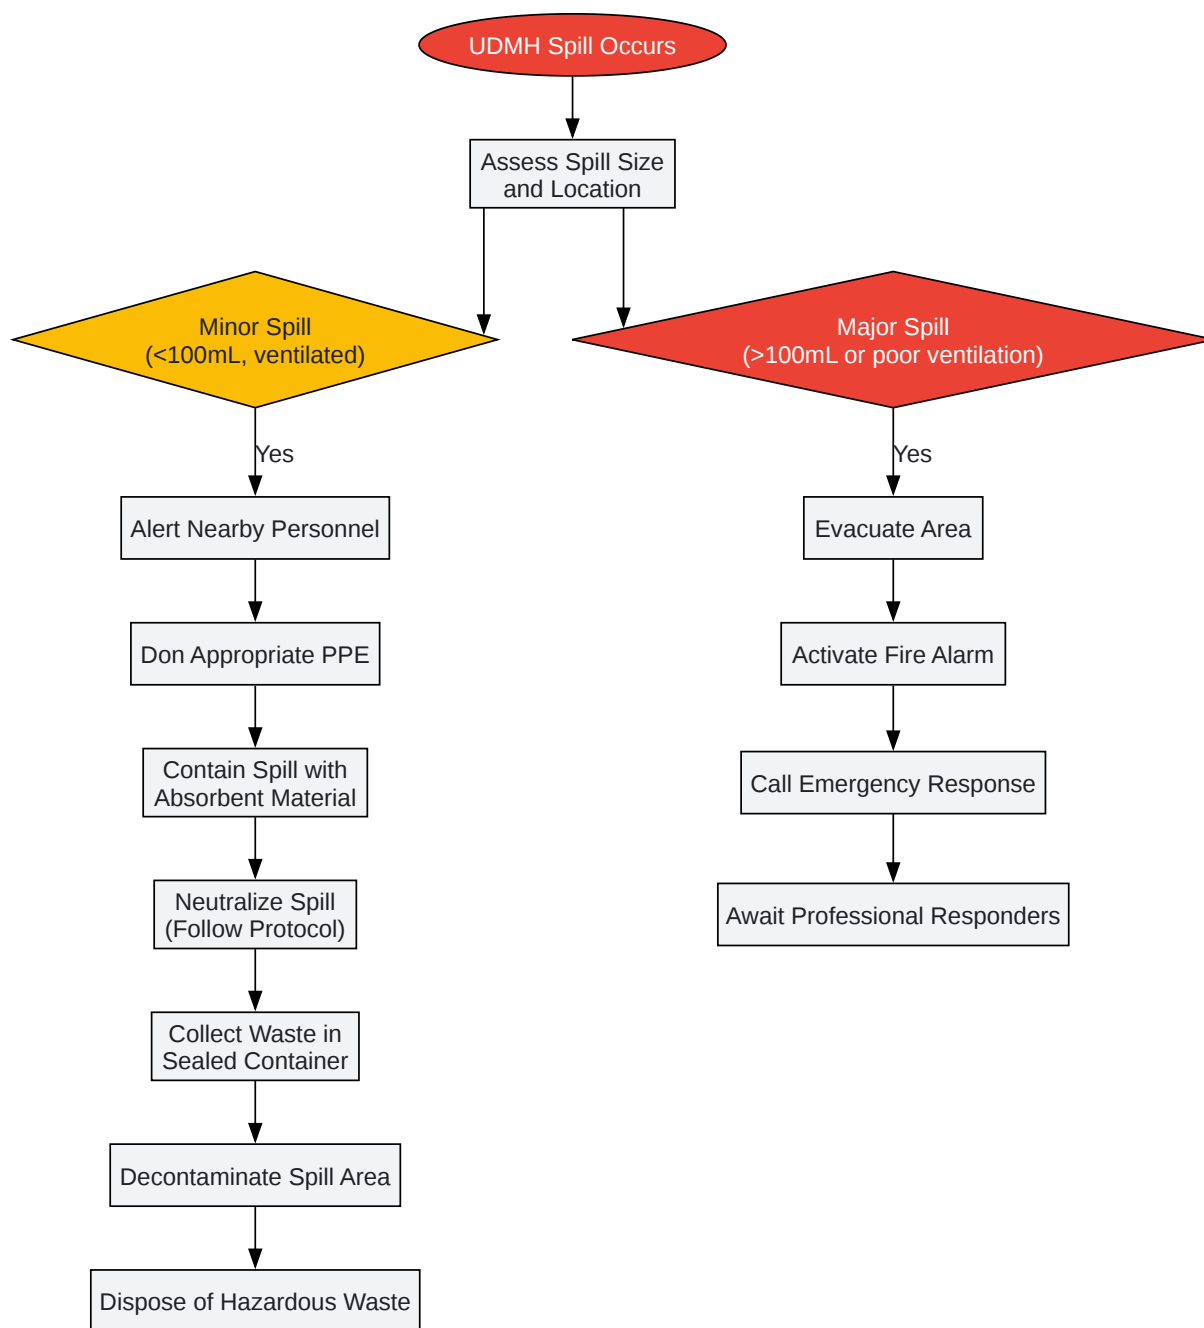 UDMH Spill Occurs
Assess Spill Size
and Location
Minor Spill
(<100mL, ventilated)
Major Spill
(>100mL or poor ventilation)
Yes
Yes
Alert Nearby Personnel
Evacuate Area
Don Appropriate PPE
Activate Fire Alarm
Contain Spill with
Absorbent Material
Call Emergency Response
Neutralize Spill
(Follow Protocol)
Await Professional Responders
Collect Waste in
Sealed Container
Decontaminate Spill Area
Dispose of Hazardous Waste